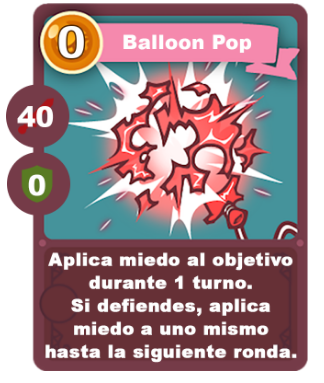 0
Balloon Pop
40
0
Aplica miedo al objetivo
durante 1 turno.
Si defiendes, aplica
miedo a uno mismo
hasta la siguiente ronda.